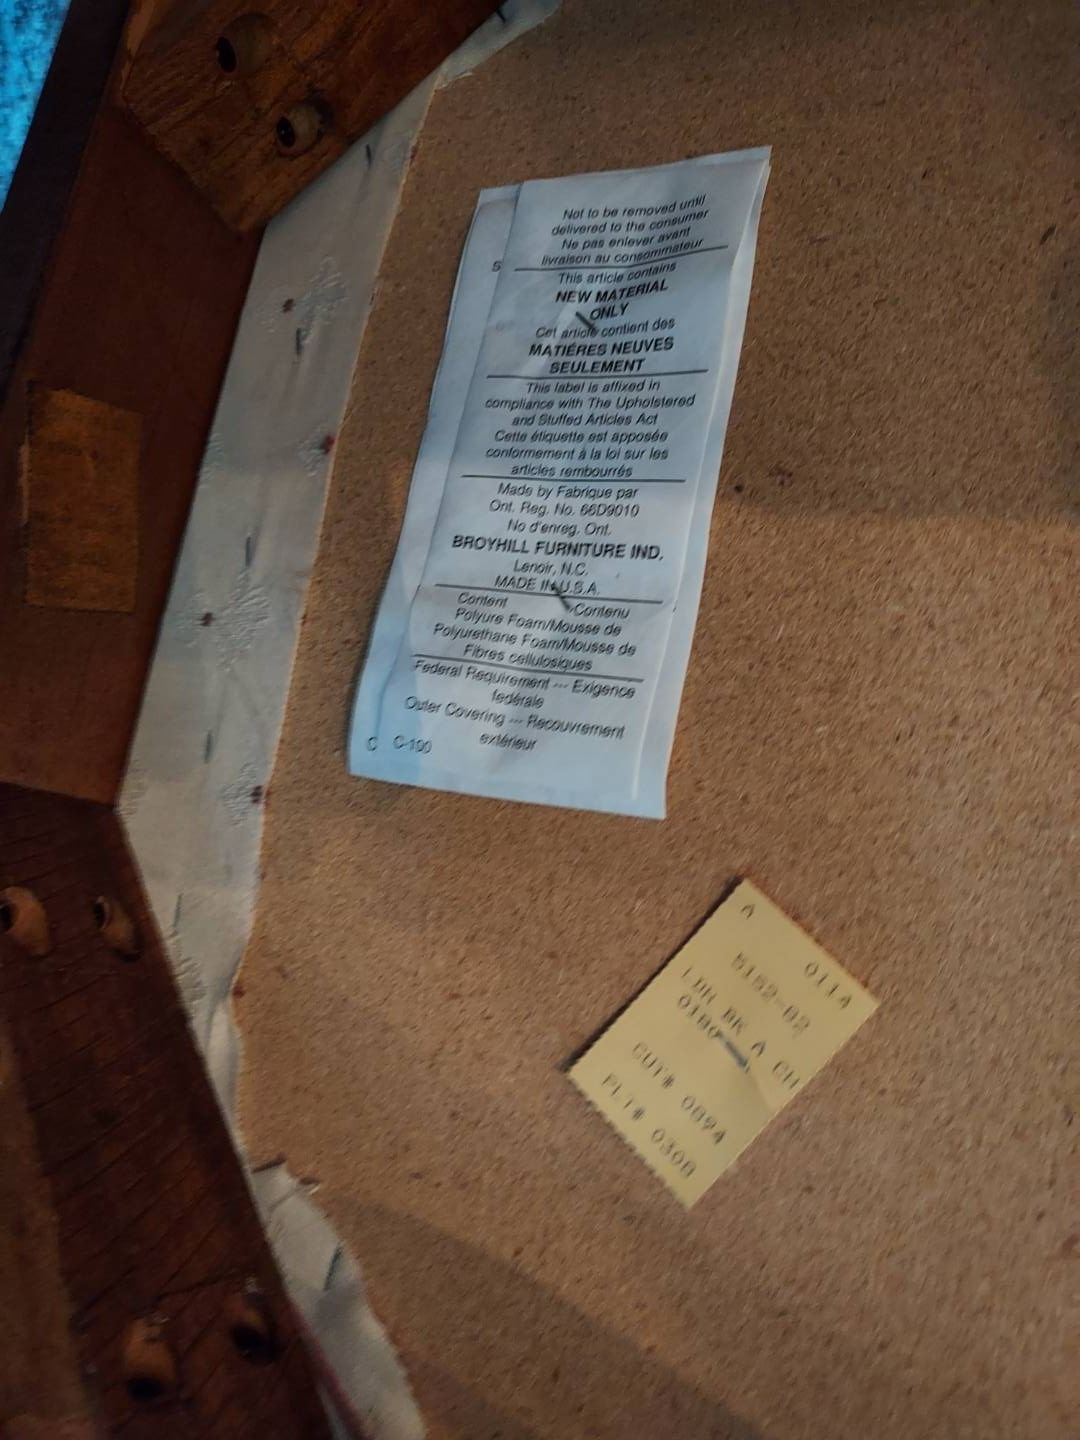 Not to be removed until
delivered to the consumer
Ne pas enlever avant
livraison au consommateur
S
This article contains
NEW MATERIAL
ONLY
Cet article contient des
MATIÉRES NEUVES
SEULEMENT
This label is affixed in
compliance with The Upholstered
and Stuffed Articles Act
Cette étiquette est apposée
conformement à la loi sur les
articles rembourrés
Made by Fabrique par
Ont. Reg. No. 66D9010
No d'enreg. Ont.
BROYHILL FURNITURE IND.
Lenoir, N.C.
MADE IN U.S.A.
Content Contenu
Polyure Foam/Mousse de
Polyurethane Foam/Mousse de
Fibres cellulosiques
Federal Requirement --- Exigence
fedérale
Outer Covering --- Recouvrement
extérieur
C C-100
A 0114
5152-82
LDR BK A CH
0180
CUT# 0894
PLT# 0308